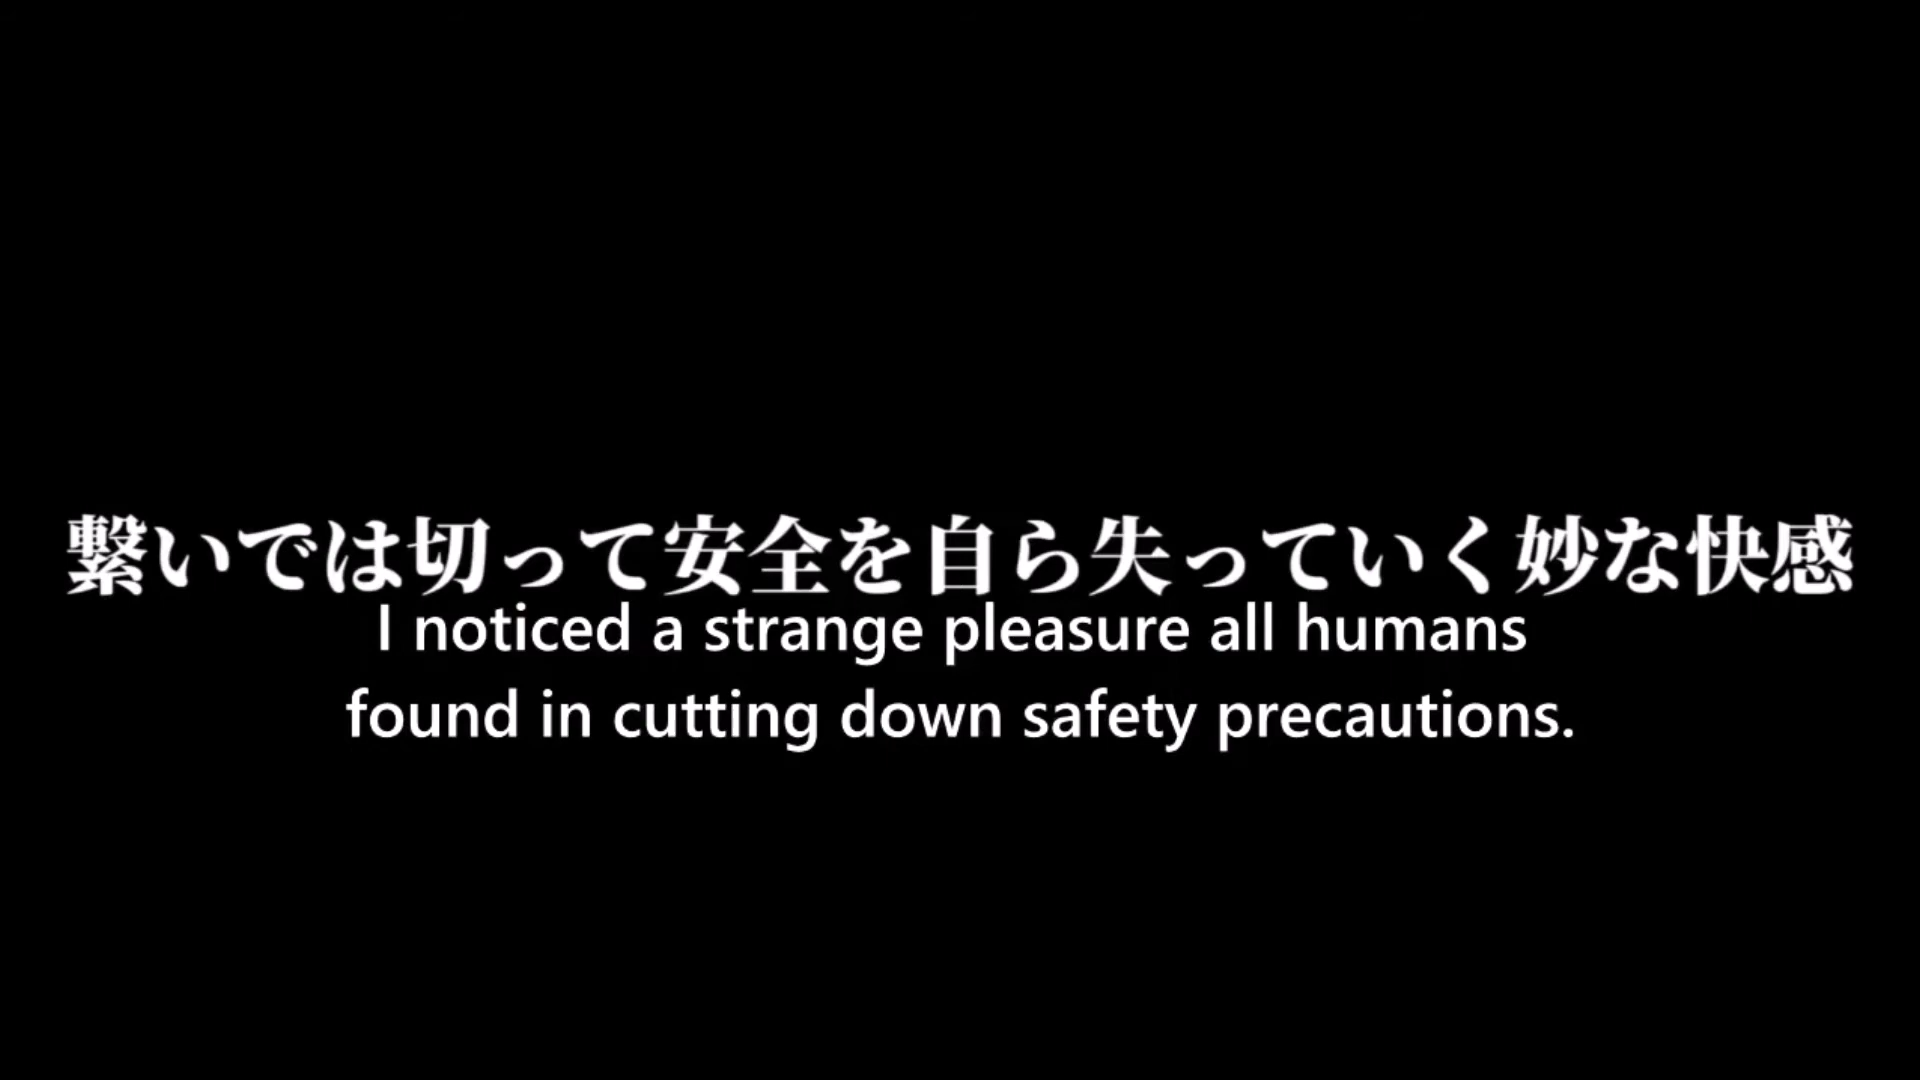 繋いでは切って安全を自ら失っていく妙な快感
I noticed a strange pleasure all humans
found in cutting down safety precautions.